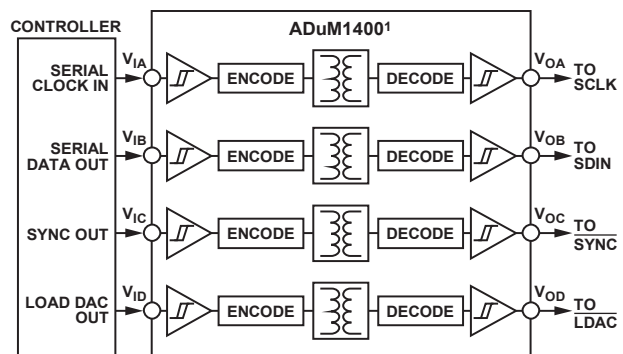 CONTROLLER
ADuM1400¹
SERIAL
CLOCK IN
V_IA
ENCODE
DECODE
V_OA
TO
SCLK
SERIAL
DATA OUT
V_IB
ENCODE
DECODE
V_OB
TO
SDIN
SYNC OUT
V_IC
ENCODE
DECODE
V_OC
TO
SYNC
LOAD DAC
OUT
V_ID
ENCODE
DECODE
V_OD
TO
LDAC